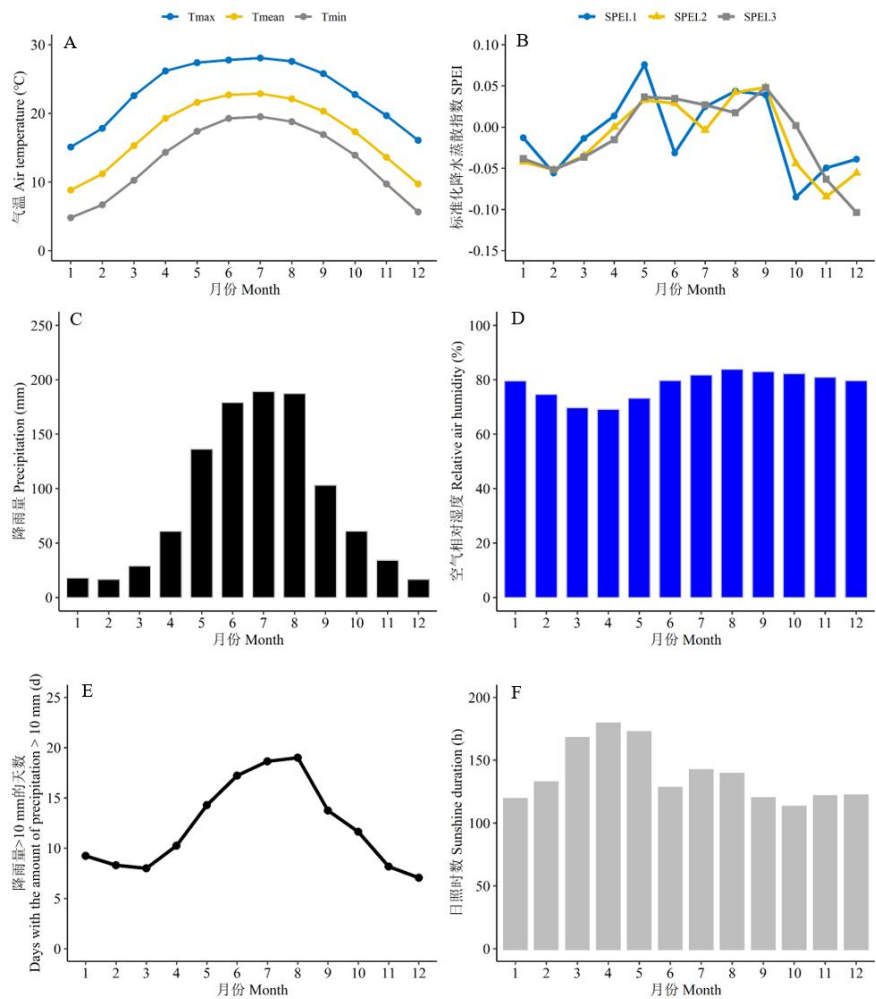 Tmax Tmean Tmin
A
气温 Air temperature (℃)
30
20
10
0
1 2 3 4 5 6 7 8 9 10 11 12
月份 Month
SPEI.1 SPEI.2 SPEI.3
B
标准化降水蒸散指数 SPEI
0.10
0.05
0.00
-0.05
-0.10
-0.15
1 2 3 4 5 6 7 8 9 10 11 12
月份 Month
C
降雨量 Precipitation (mm)
250
200
150
100
50
0
1 2 3 4 5 6 7 8 9 10 11 12
月份 Month
D
空气相对湿度 Relative air humidity (%)
100
80
60
40
20
0
1 2 3 4 5 6 7 8 9 10 11 12
月份 Month
E
降雨量>10 mm的天数
Days with the amount of precipitation > 10 mm (d)
25
20
15
10
5
0
1 2 3 4 5 6 7 8 9 10 11 12
月份 Month
F
日照时数 Sunshine duration (h)
200
150
100
50
0
1 2 3 4 5 6 7 8 9 10 11 12
月份 Month